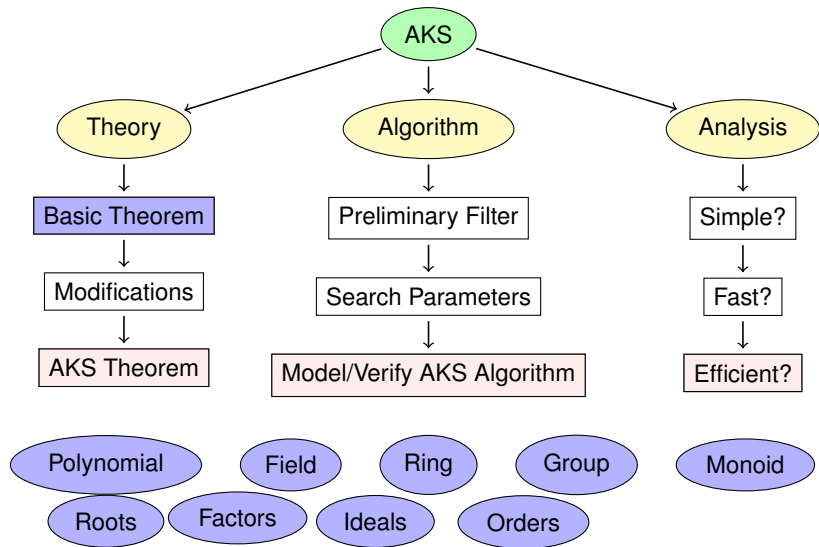 AKS
Theory
Algorithm
Analysis
Basic Theorem
Preliminary Filter
Simple?
Modifications
Search Parameters
Fast?
AKS Theorem
Model/Verify AKS Algorithm
Efficient?
Polynomial
Field
Ring
Group
Monoid
Roots
Factors
Ideals
Orders